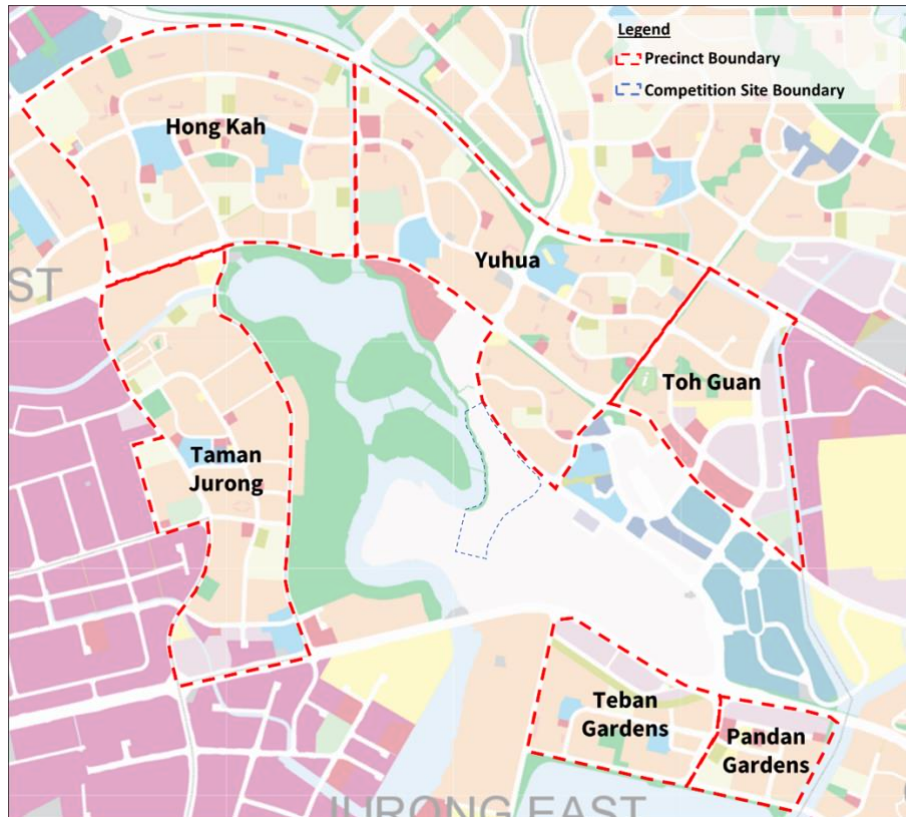 Legend
Precinct Boundary
Competition Site Boundary
Hong Kah
Yuhua
ST
Toh Guan
Taman
Jurong
Teban
Gardens
Pandan
Gardens
JURONG EAST